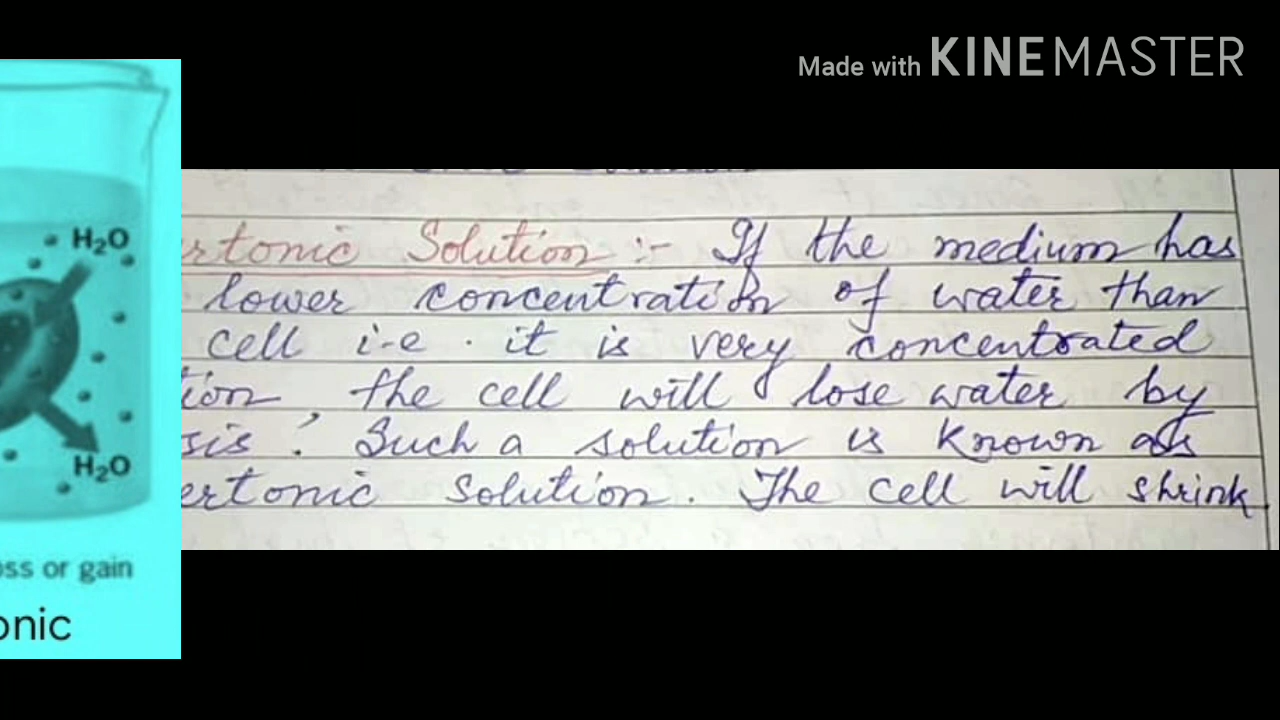 Made with KINEMASTER
H₂O
H₂O
oss or gain
onic
ertonic Solution :- If the medium has
lower concentration of water than
cell i-e . it is very concentrated
tion, the cell will lose water by
sis. Such a solution is known as
ertonic solution. The cell will shrink